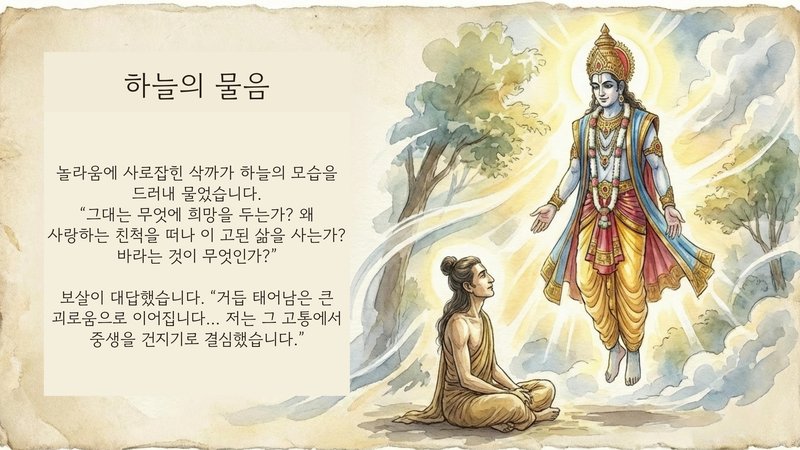 하늘의 물음
놀라움에 사로잡힌 삭까가 하늘의 모습을
드러내 물었습니다.
“그대는 무엇에 희망을 두는가? 왜
사랑하는 친척을 떠나 이 고된 삶을 사는가?
바라는 것이 무엇인가?”
보살이 대답했습니다. “거듭 태어남은 큰
괴로움으로 이어집니다... 저는 그 고통에서
중생을 건지기로 결심했습니다.”